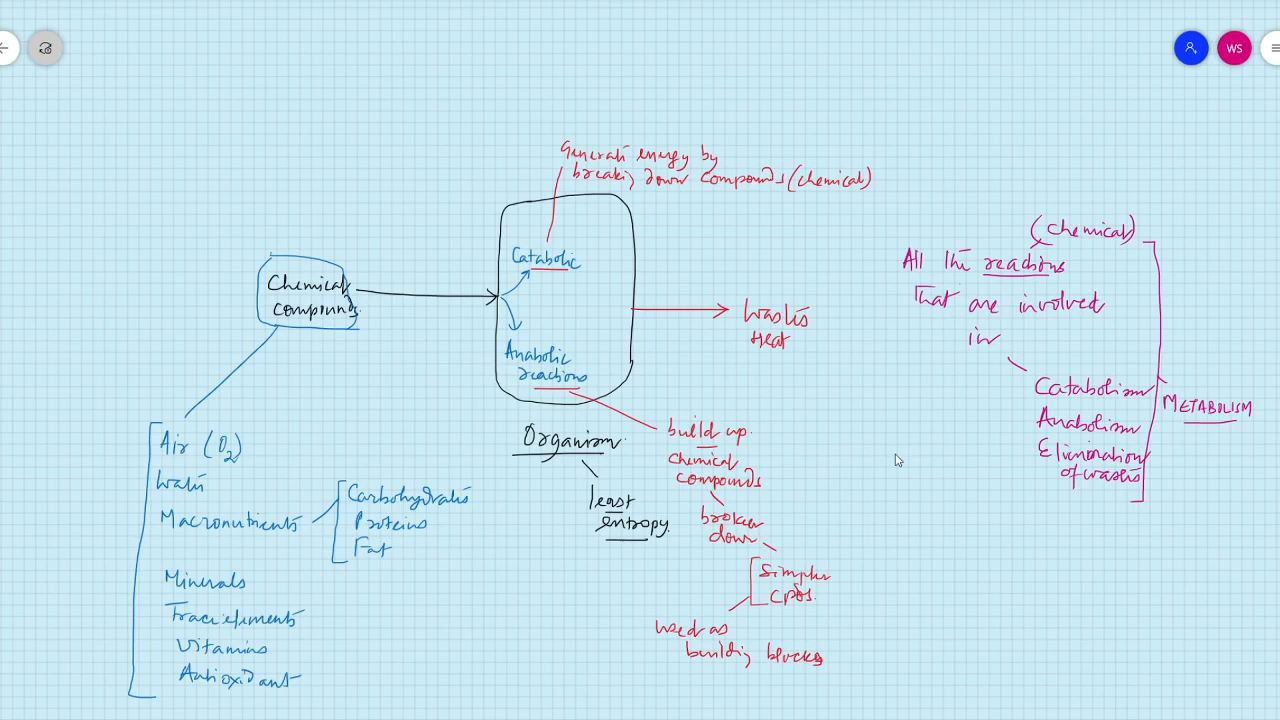 WS
Generate energy by
breaking down compounds (chemical)
Chemical
compounds
Catabolic
Anabolic
reactions
Organism
least
entropy
Wastes
Heat
build up
chemical
compounds
broken
down
Simpler
cpds.
used as
building blocks
Air (O2)
Water
Macronutrients
Carbohydrates
Proteins
Fat
Minerals
Trace elements
Vitamins
Antioxidant
(Chemical)
All the reactions
That are involved
in
Catabolism
Anabolism
Elimination
of wastes
METABOLISM